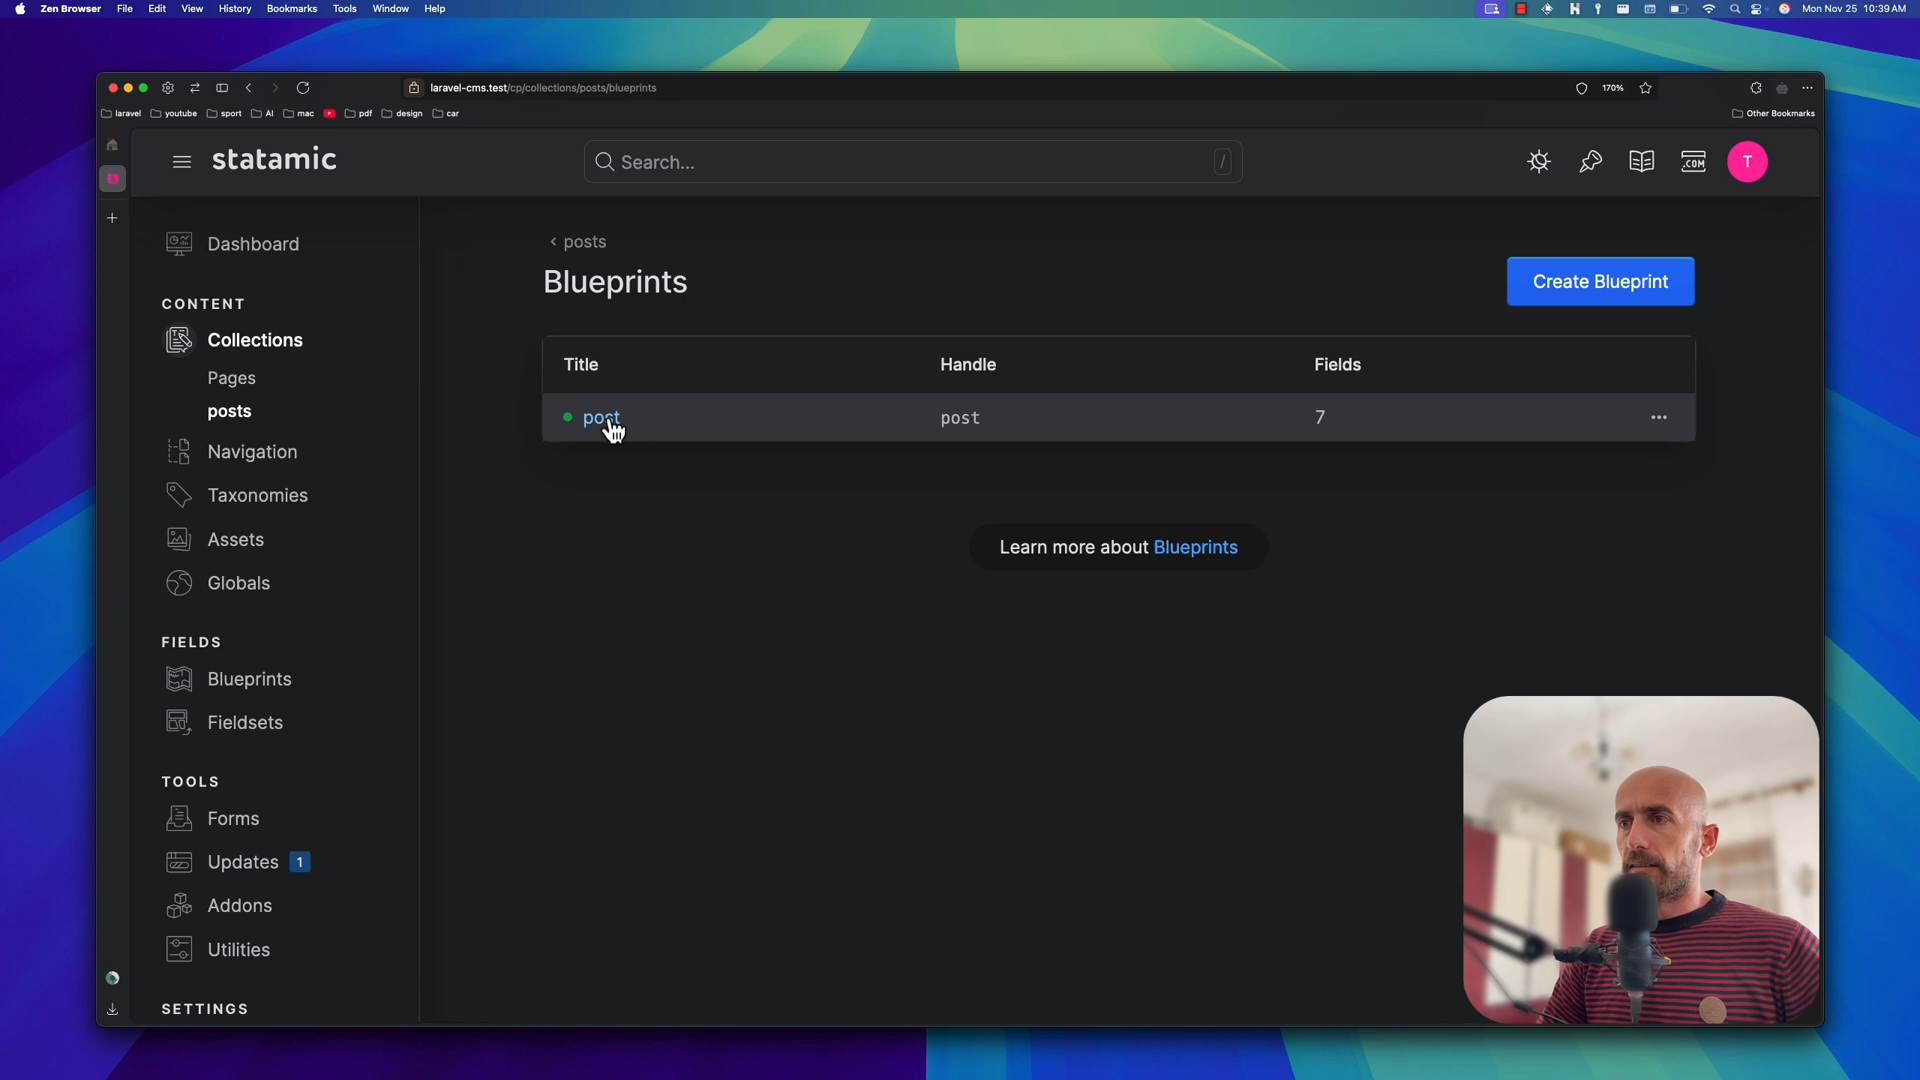 Zen Browser File Edit View History Bookmarks Tools Window Help
Mon Nov 25 10:39 AM
laravel-cms.test/cp/collections/posts/blueprints
170%
laravel youtube sport AI mac pdf design car
Other Bookmarks
statamic
Search...
/
.COM
T
Dashboard
CONTENT
Collections
Pages
posts
Navigation
Taxonomies
Assets
Globals
FIELDS
Blueprints
Fieldsets
TOOLS
Forms
Updates 1
Addons
Utilities
SETTINGS
‹ posts
Blueprints
Create Blueprint
Title Handle Fields
post post 7
Learn more about Blueprints